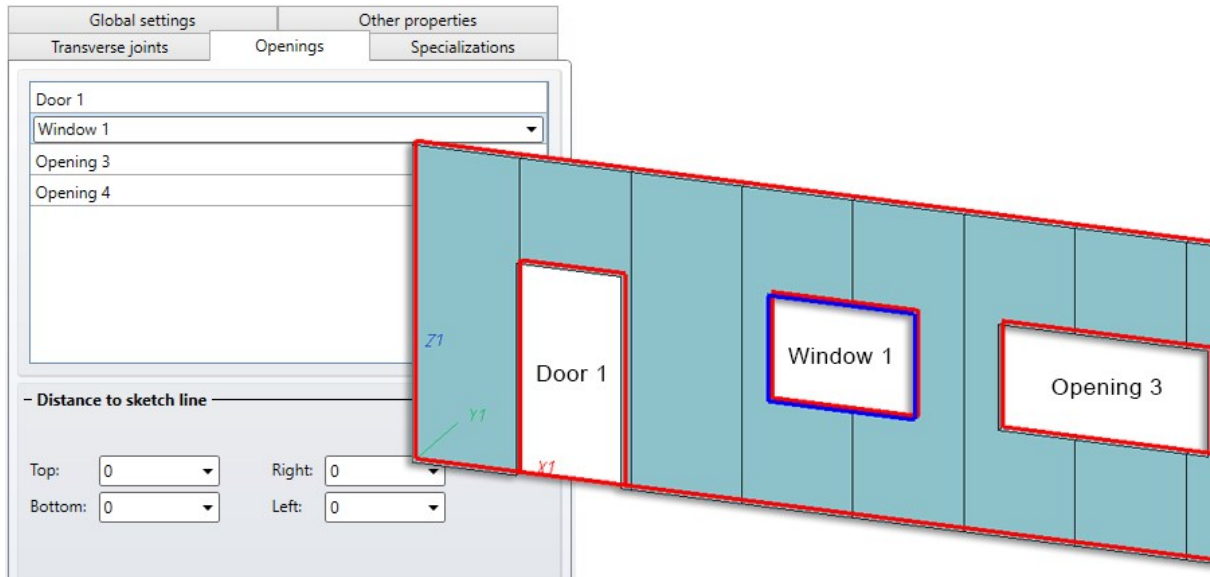 Global settings
Other properties
Transverse joints
Openings
Specializations
Door 1
Window 1
Opening 3
Opening 4
Z1
Y1
X1
Door 1
Window 1
Opening 3
– Distance to sketch line
Top: 0
Right: 0
Bottom: 0
Left: 0